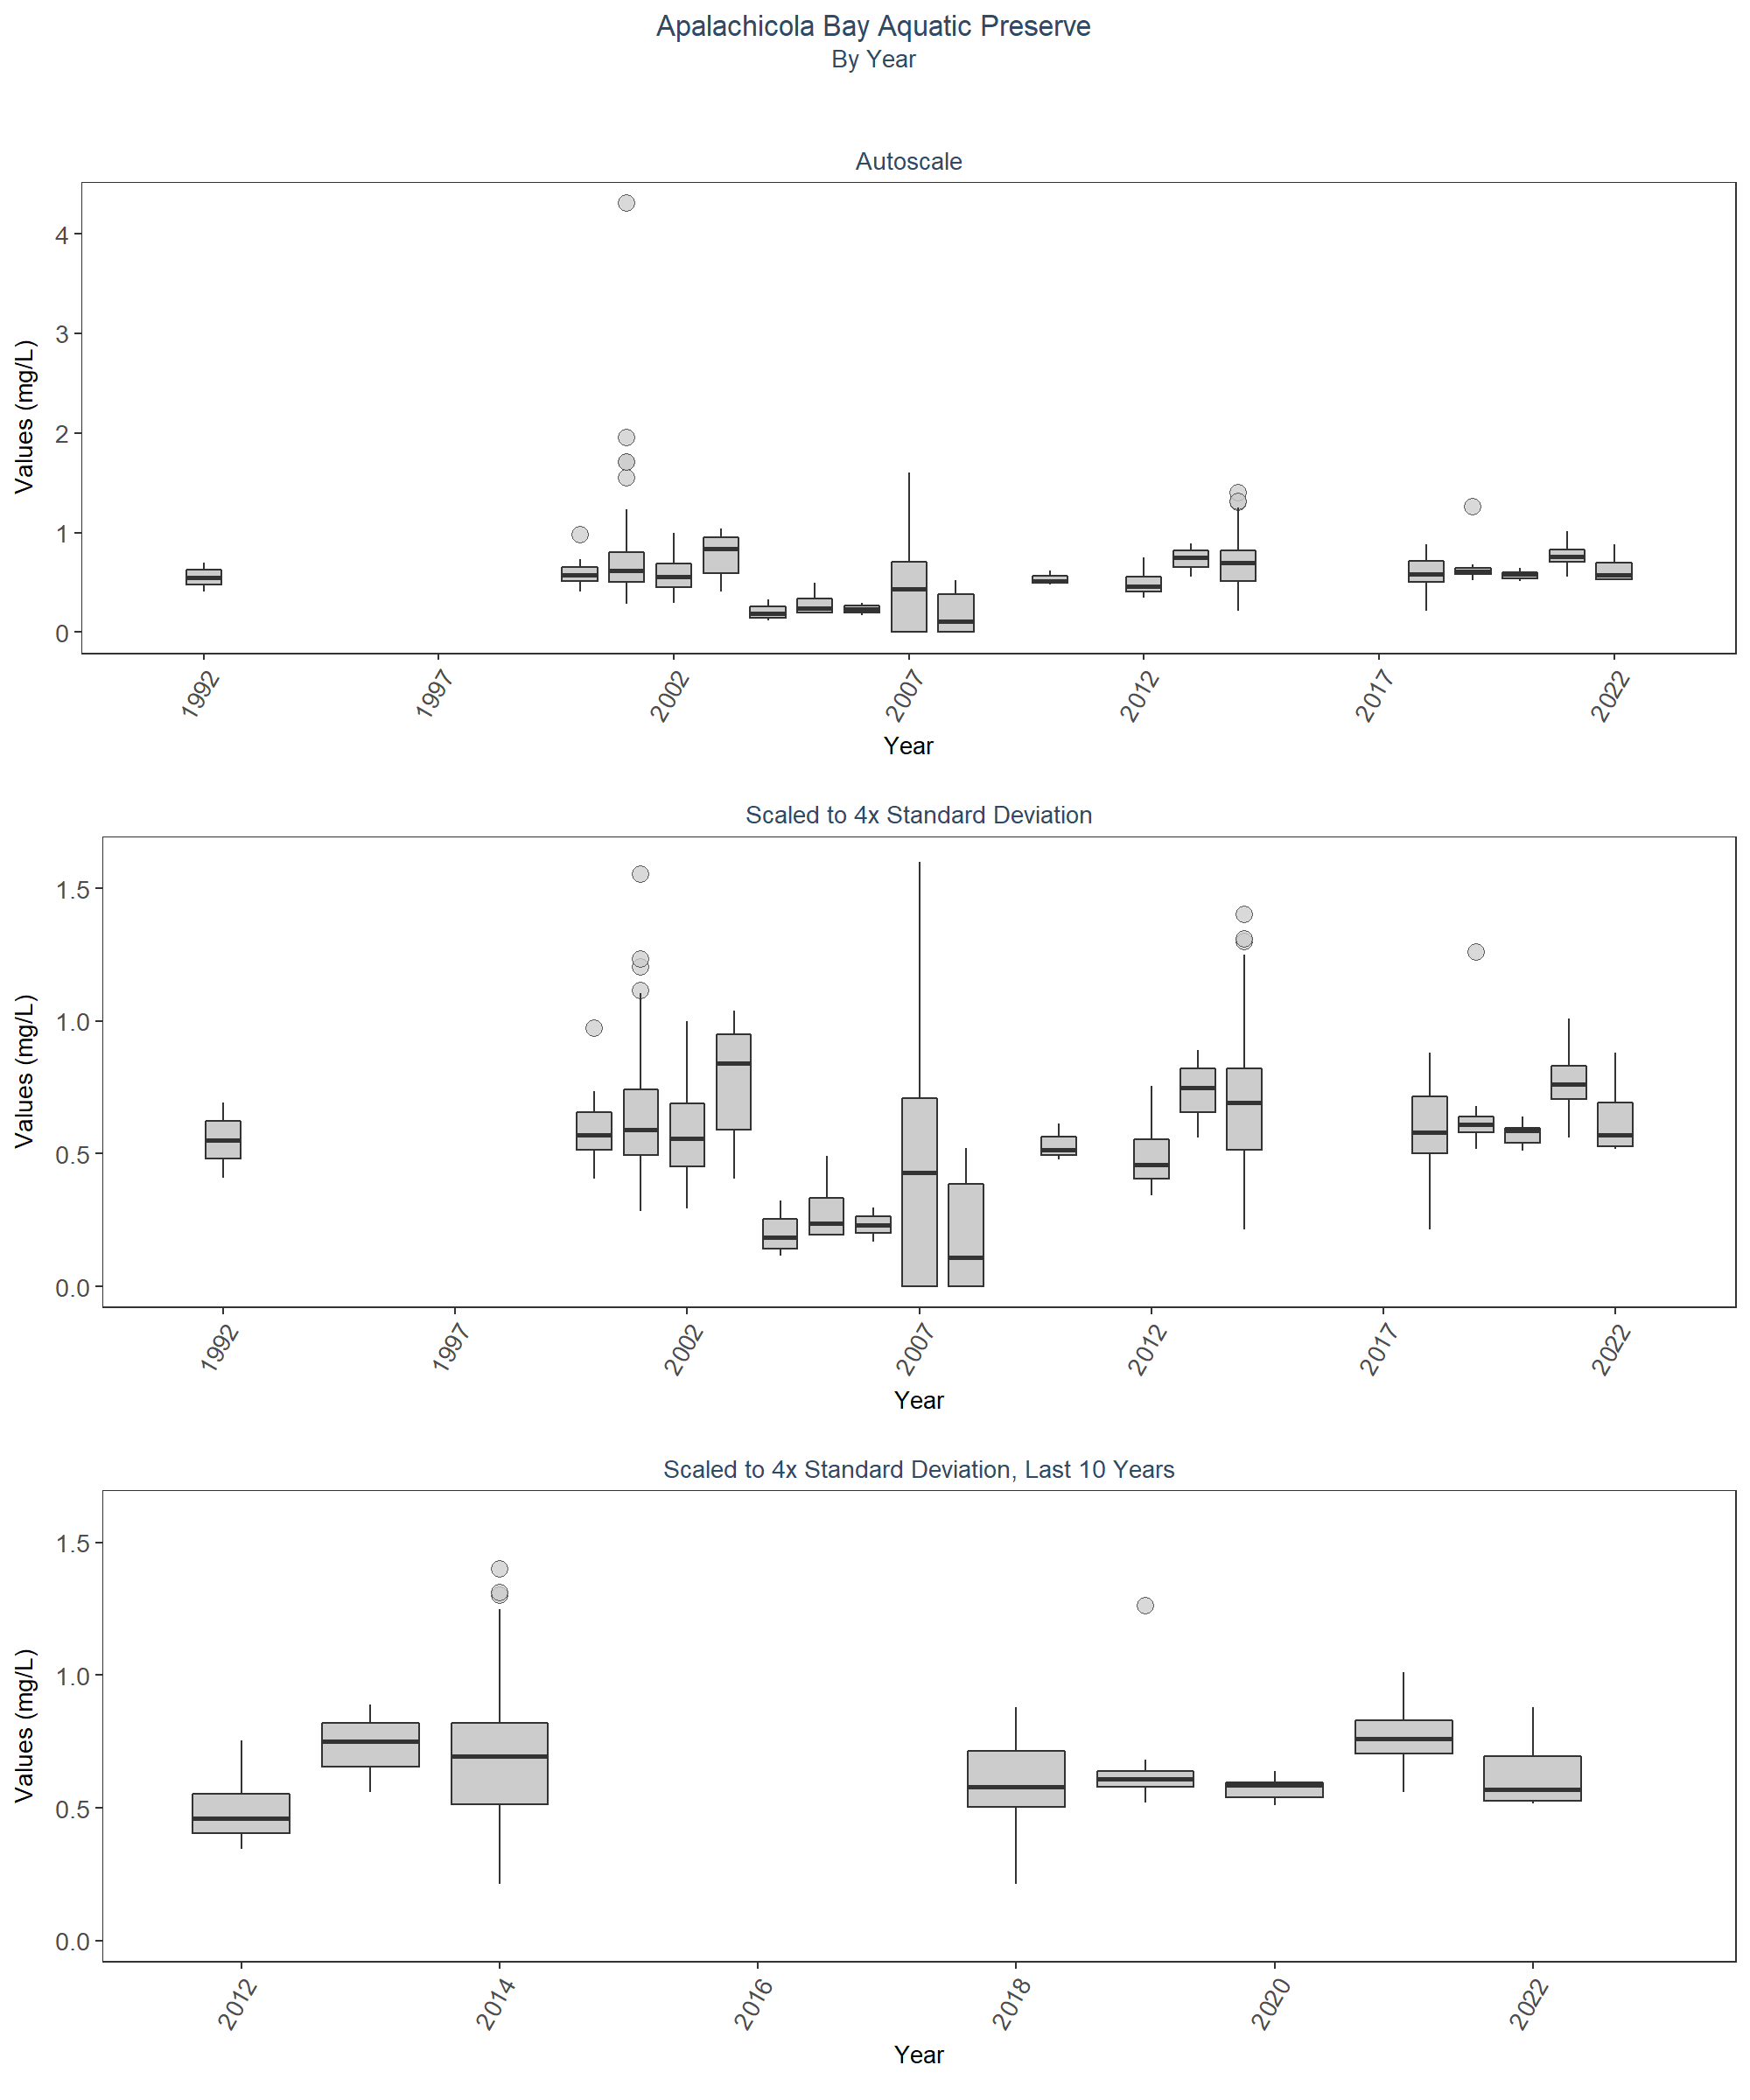 Apalachicola Bay Aquatic Preserve
By Year
Autoscale
Values (mg/L)
4
3
2
1
0
1992 1997 2002 2007 2012 2017 2022
Year
Scaled to 4x Standard Deviation
Values (mg/L)
1.5
1.0
0.5
0.0
1992 1997 2002 2007 2012 2017 2022
Year
Scaled to 4x Standard Deviation, Last 10 Years
Values (mg/L)
1.5
1.0
0.5
0.0
2012 2014 2016 2018 2020 2022
Year